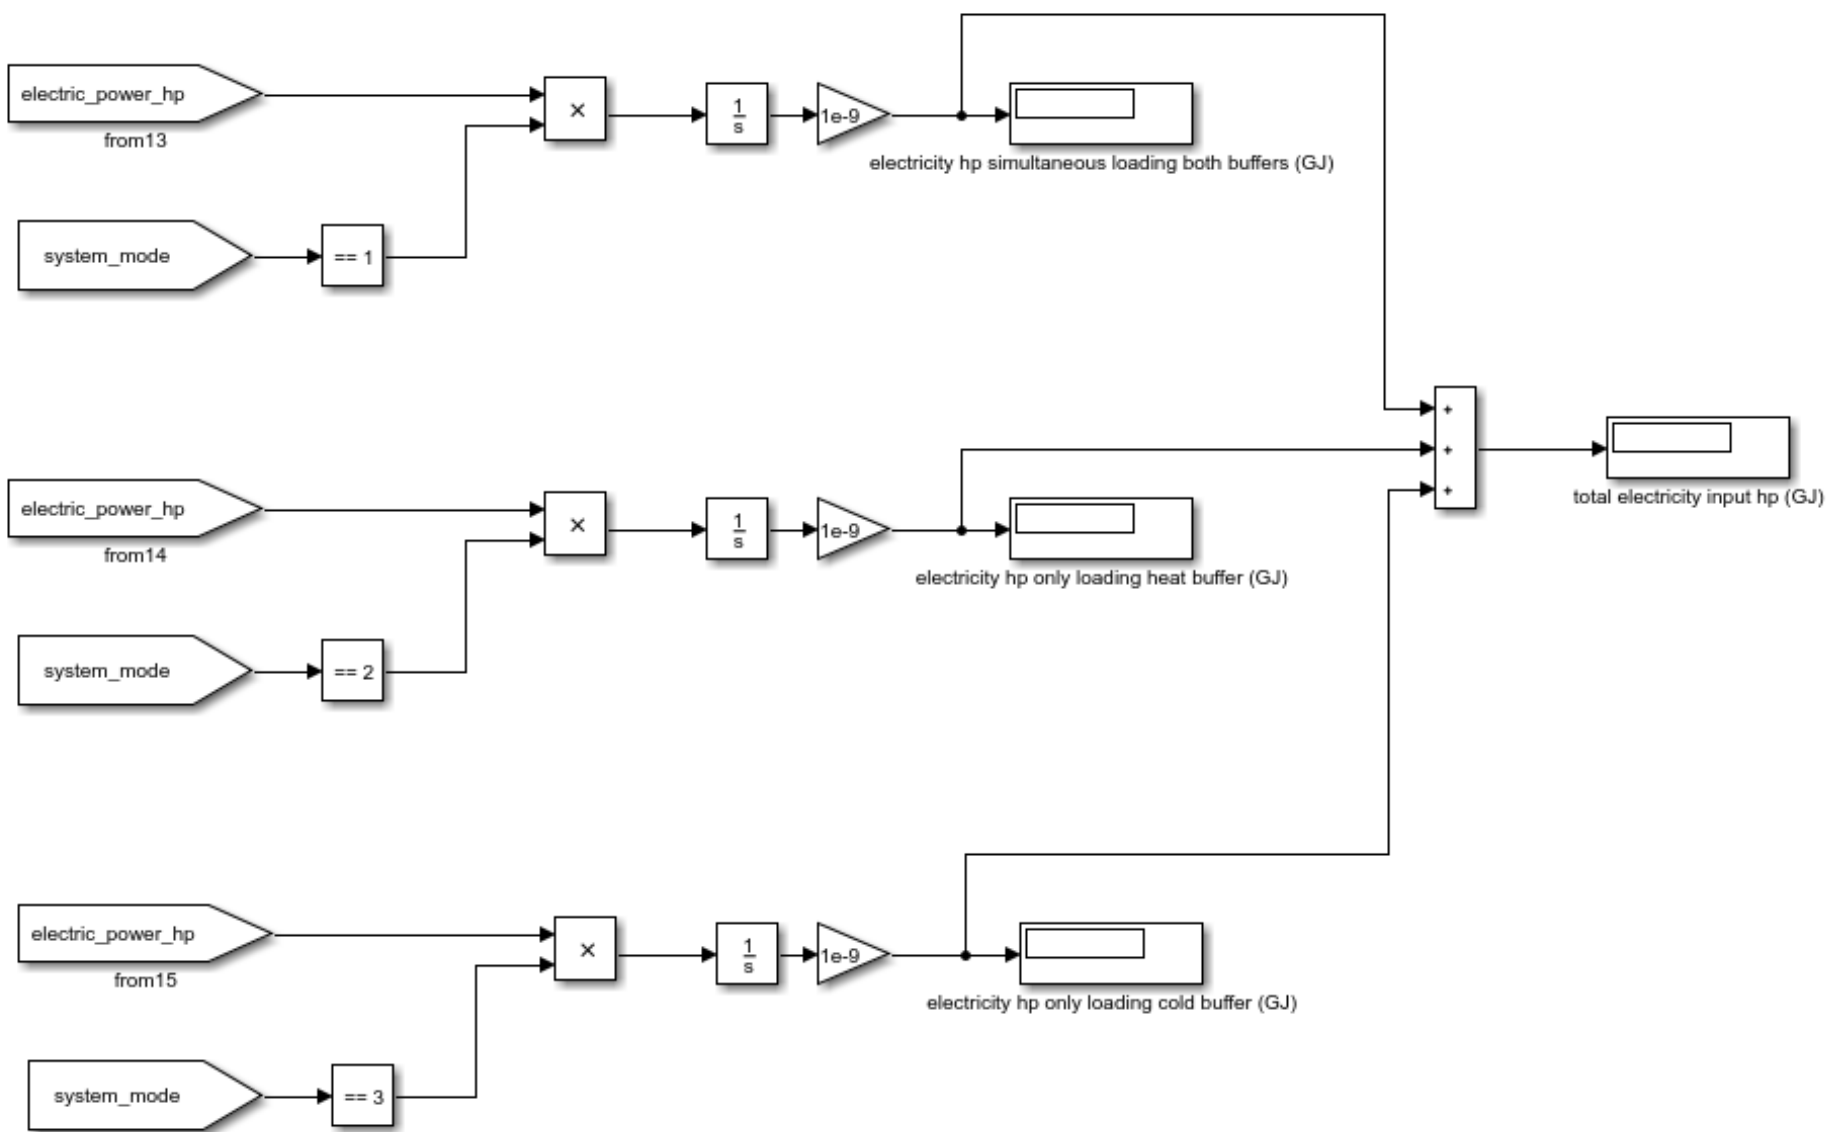 electric_power_hp
from13
system_mode
== 1
×
1
s
1e-9
electricity hp simultaneous loading both buffers (GJ)
electric_power_hp
from14
system_mode
== 2
×
1
s
1e-9
electricity hp only loading heat buffer (GJ)
+
+
+
total electricity input hp (GJ)
electric_power_hp
from15
system_mode
== 3
×
1
s
1e-9
electricity hp only loading cold buffer (GJ)